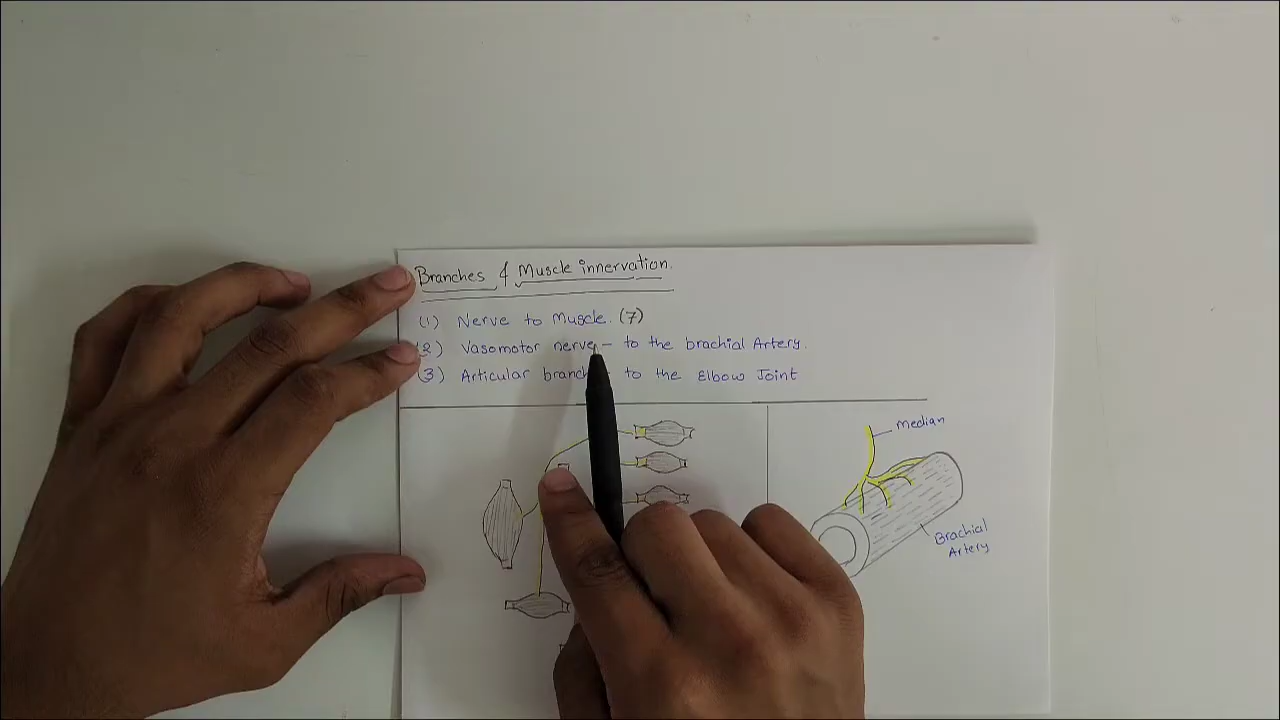 Branches & Muscle innervation.
(1) Nerve to Muscle. (7)
(2) Vasomotor nerve - to the brachial Artery.
(3) Articular branch - to the Elbow Joint
Median
Brachial
Artery